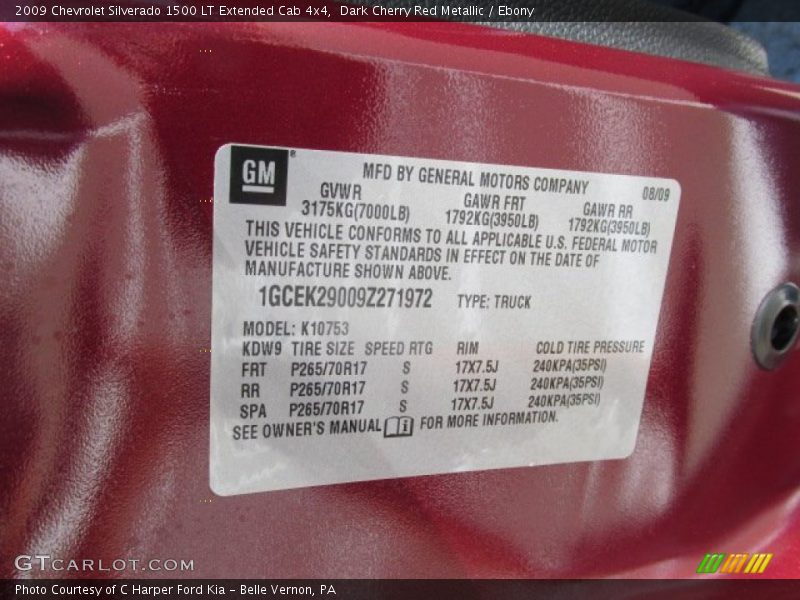 2009 Chevrolet Silverado 1500 LT Extended Cab 4x4, Dark Cherry Red Metallic / Ebony
GM®
MFD BY GENERAL MOTORS COMPANY 08/09
GVWR GAWR FRT GAWR RR
3175KG(7000LB) 1792KG(3950LB) 1792KG(3950LB)
THIS VEHICLE CONFORMS TO ALL APPLICABLE U.S. FEDERAL MOTOR
VEHICLE SAFETY STANDARDS IN EFFECT ON THE DATE OF
MANUFACTURE SHOWN ABOVE.
1GCEK29009Z271972 TYPE: TRUCK
MODEL: K10753
KDW9 TIRE SIZE SPEED RTG RIM COLD TIRE PRESSURE
FRT P265/70R17 S 17X7.5J 240KPA(35PSI)
RR P265/70R17 S 17X7.5J 240KPA(35PSI)
SPA P265/70R17 S 17X7.5J 240KPA(35PSI)
SEE OWNER'S MANUAL i FOR MORE INFORMATION.
GTCARLOT.COM
Photo Courtesy of C Harper Ford Kia - Belle Vernon, PA